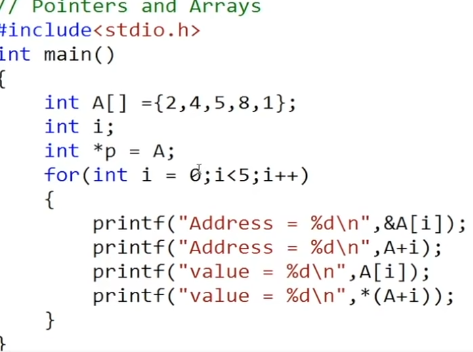 // Pointers and Arrays
#include<stdio.h>
int main()
{
    int A[] ={2,4,5,8,1};
    int i;
    int *p = A;
    for(int i = 0;i<5;i++)
    {
        printf("Address = %d\n",&A[i]);
        printf("Address = %d\n",A+i);
        printf("value = %d\n",A[i]);
        printf("value = %d\n",*(A+i));
    }
}